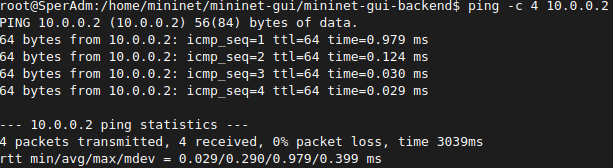 root@SperAdm:/home/mininet/mininet-gui/mininet-gui-backend$ ping -c 4 10.0.0.2
PING 10.0.0.2 (10.0.0.2) 56(84) bytes of data.
64 bytes from 10.0.0.2: icmp_seq=1 ttl=64 time=0.979 ms
64 bytes from 10.0.0.2: icmp_seq=2 ttl=64 time=0.124 ms
64 bytes from 10.0.0.2: icmp_seq=3 ttl=64 time=0.030 ms
64 bytes from 10.0.0.2: icmp_seq=4 ttl=64 time=0.029 ms

--- 10.0.0.2 ping statistics ---
4 packets transmitted, 4 received, 0% packet loss, time 3039ms
rtt min/avg/max/mdev = 0.029/0.290/0.979/0.399 ms